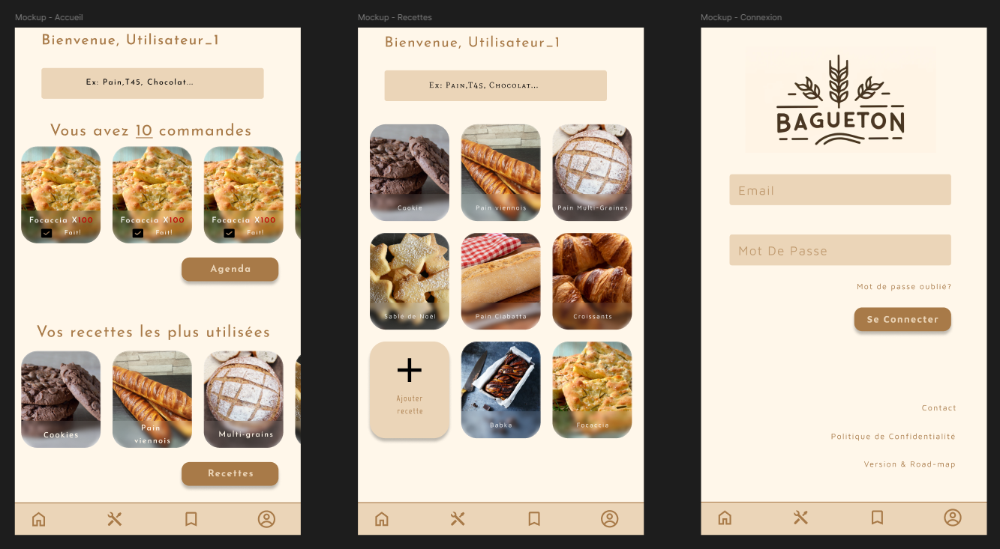 Mockup - Accueil
Bienvenue, Utilisateur_1
Ex: Pain,T45, Chocolat...
Vous avez 10 commandes
Focaccia X100
Fait!
Focaccia X100
Fait!
Focaccia X100
Fait!
Agenda
Vos recettes les plus utilisées
Cookies
Pain
viennois
Multi-grains
Recettes
Mockup - Recettes
Bienvenue, Utilisateur_1
Ex: Pain,T45, Chocolat...
Cookie
Pain viennois
Pain Multi-Graines
Sablé de Noël
Pain Ciabatta
Croissants
Ajouter
recette
Babka
Focaccia
Mockup - Connexion
BAGUETON
Email
Mot De Passe
Mot de passe oublié?
Se Connecter
Contact
Politique de Confidentialité
Version & Road-map